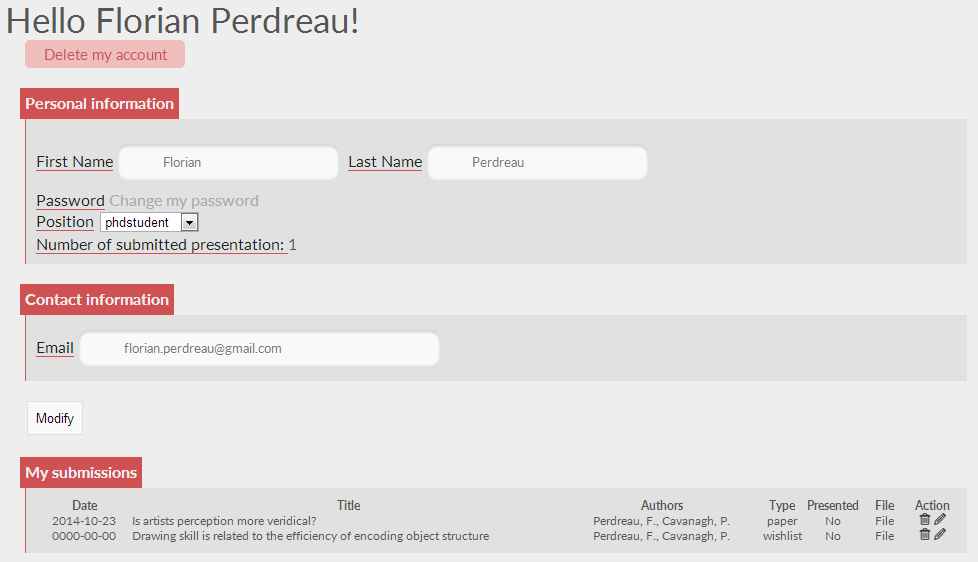 Hello Florian Perdreau!
Delete my account
Personal information
First Name Florian Last Name Perdreau
Password Change my password
Position phdstudent
Number of submitted presentation: 1
Contact information
Email florian.perdreau@gmail.com
Modify
My submissions
Date Title Authors Type Presented File Action
2014-10-23 Is artists perception more veridical? Perdreau, F., Cavanagh, P. paper No File
0000-00-00 Drawing skill is related to the efficiency of encoding object structure Perdreau, F., Cavanagh, P. wishlist No File